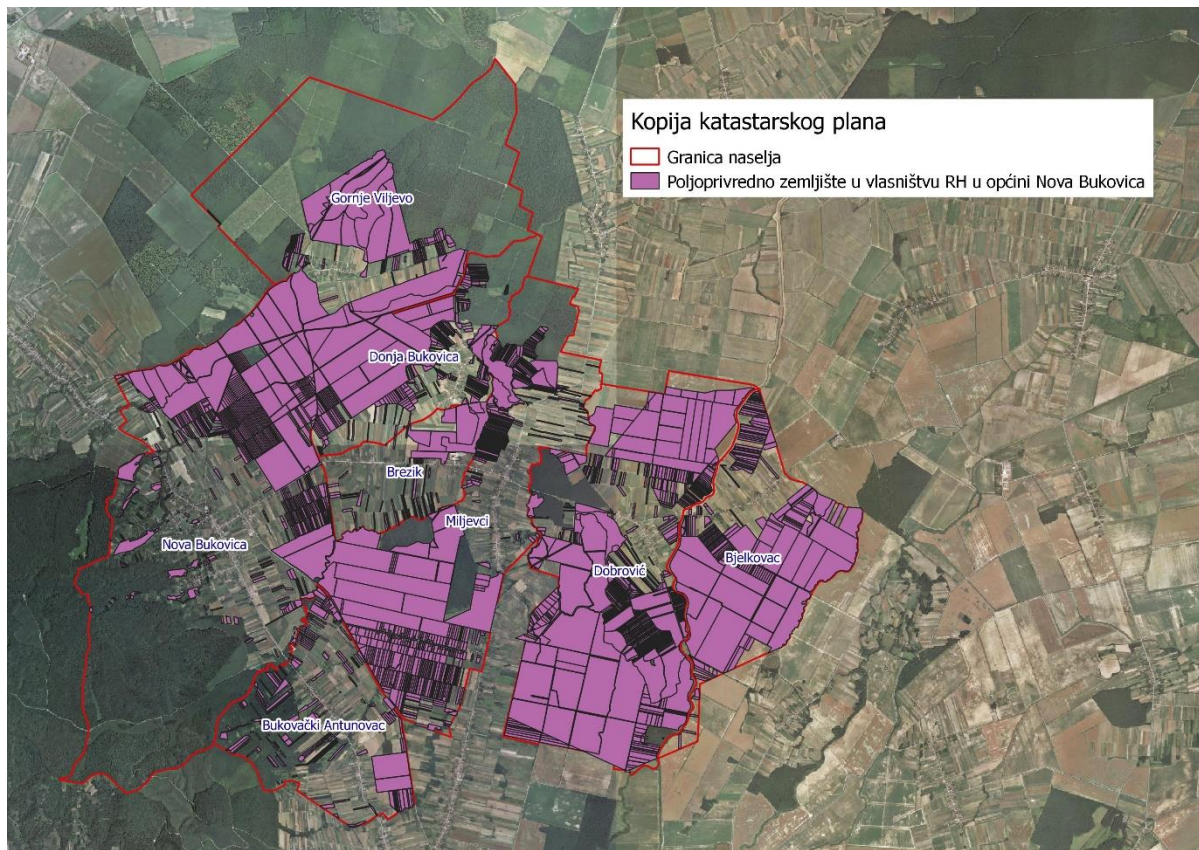 Kopija katastarskog plana
Granica naselja
Poljoprivredno zemljište u vlasništvu RH u općini Nova Bukovica
Gornje Viljevo
Donja Bukovica
Brezik
Miljevci
Nova Bukovica
Bjelkovac
Dobrović
Bukovački Antunovac